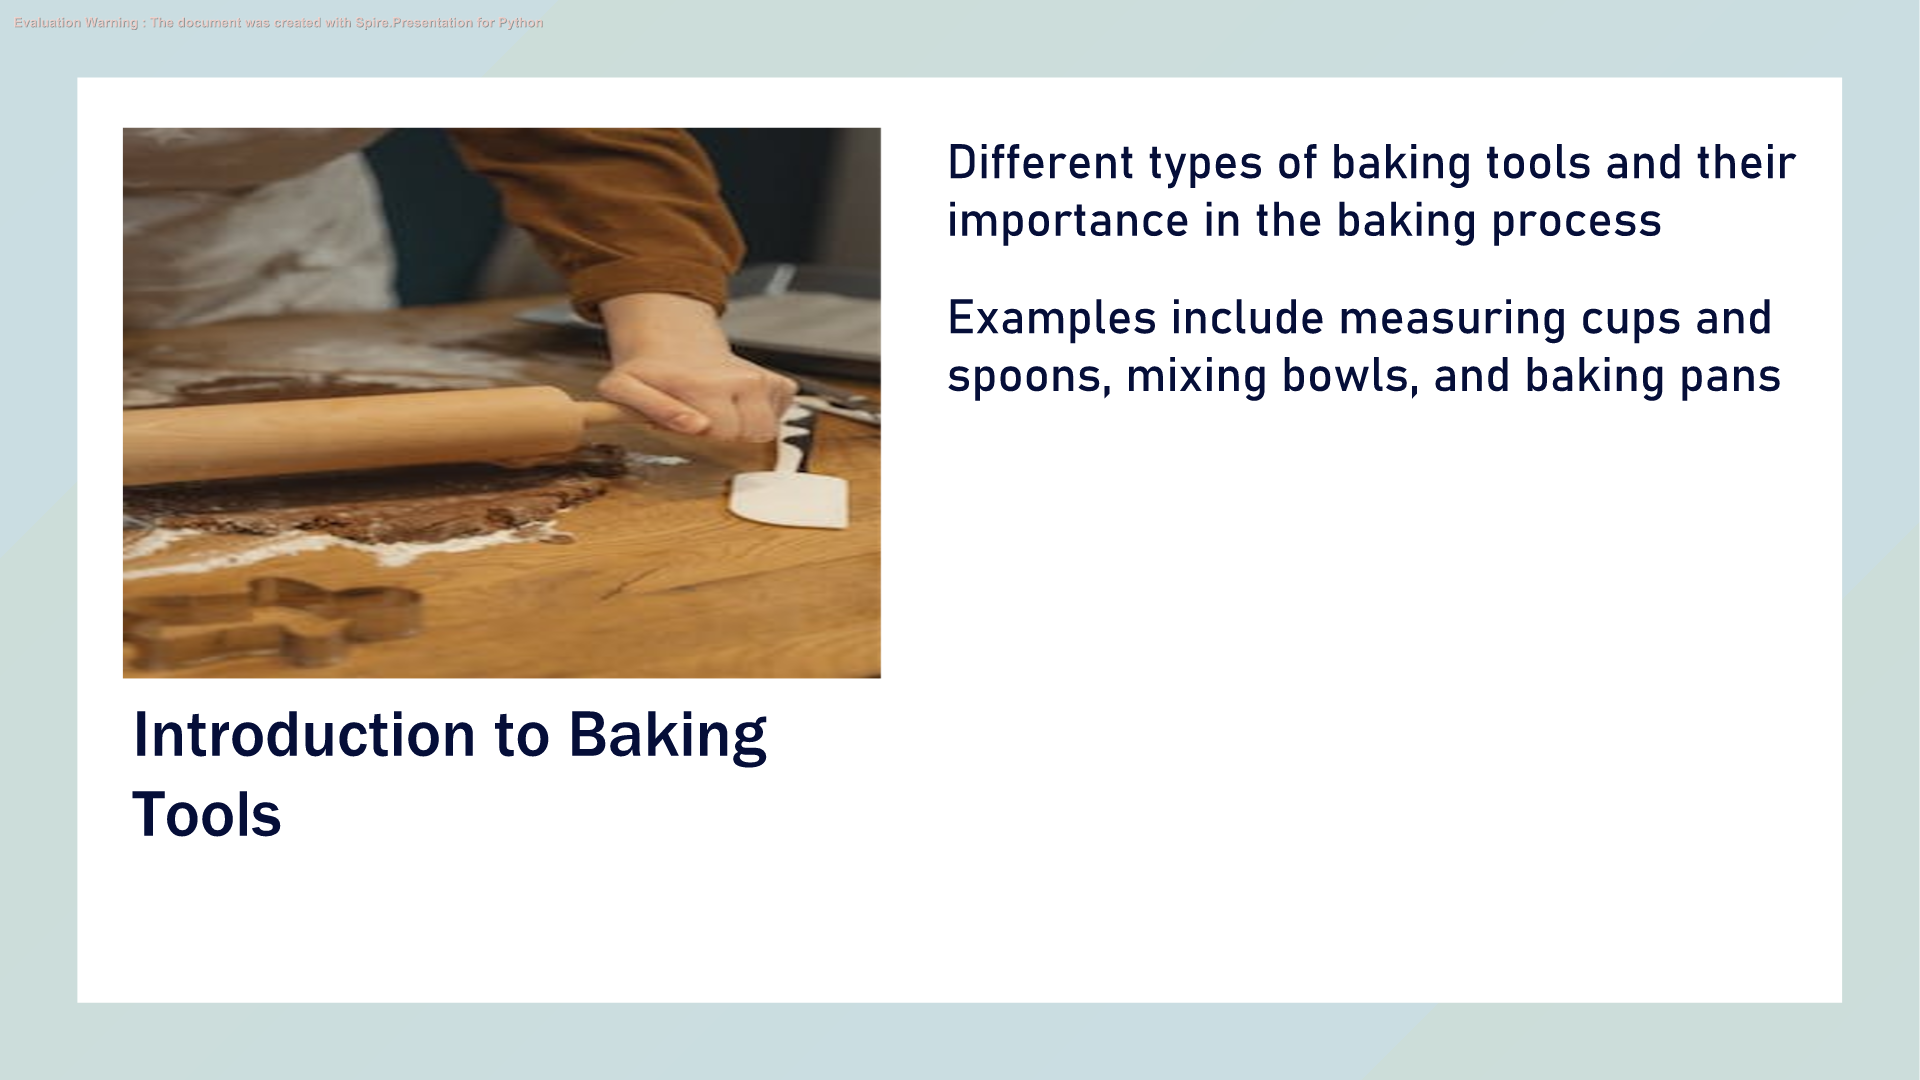 Evaluation Warning : The document was created with Spire.Presentation for Python
Different types of baking tools and their
importance in the baking process
Examples include measuring cups and
spoons, mixing bowls, and baking pans
Introduction to Baking
Tools